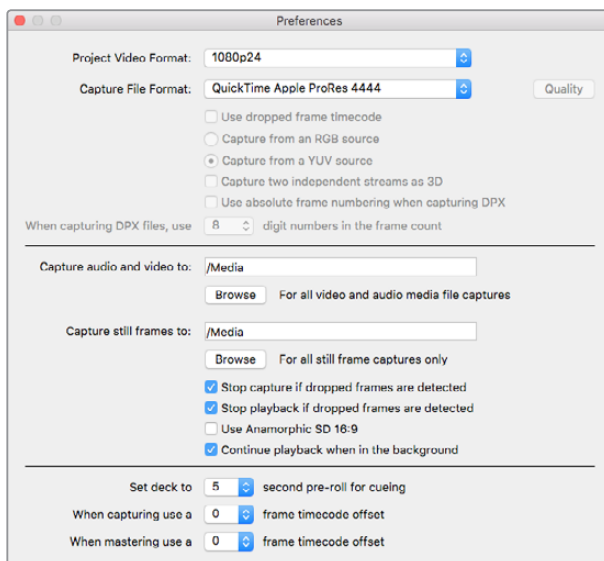 Preferences
Project Video Format: 1080p24
Capture File Format: QuickTime Apple ProRes 4444 Quality
Use dropped frame timecode
Capture from an RGB source
Capture from a YUV source
Capture two independent streams as 3D
Use absolute frame numbering when capturing DPX
When capturing DPX files, use 8 digit numbers in the frame count
Capture audio and video to: /Media
Browse For all video and audio media file captures
Capture still frames to: /Media
Browse For all still frame captures only
Stop capture if dropped frames are detected
Stop playback if dropped frames are detected
Use Anamorphic SD 16:9
Continue playback when in the background
Set deck to 5 second pre-roll for cueing
When capturing use a 0 frame timecode offset
When mastering use a 0 frame timecode offset